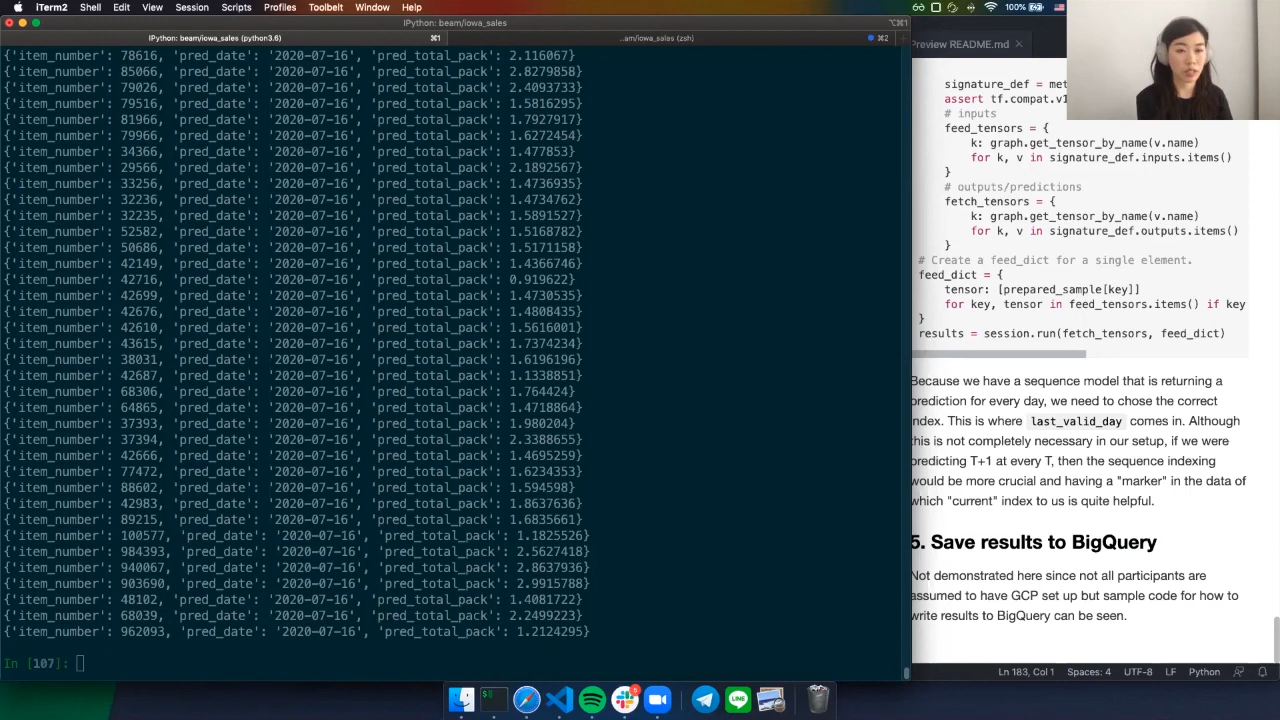 iTerm2 Shell Edit View Session Scripts Profiles Toolbelt Window Help 100%
IPython: beam/iowa_sales ⌥⌘1
IPython: beam/iowa_sales (python3.6) ⌘1 ..am/iowa_sales (zsh) ⌘2
{'item_number': 78616, 'pred_date': '2020-07-16', 'pred_total_pack': 2.116067}
{'item_number': 85066, 'pred_date': '2020-07-16', 'pred_total_pack': 2.8279858}
{'item_number': 79026, 'pred_date': '2020-07-16', 'pred_total_pack': 2.4093733}
{'item_number': 79516, 'pred_date': '2020-07-16', 'pred_total_pack': 1.5816295}
{'item_number': 81966, 'pred_date': '2020-07-16', 'pred_total_pack': 1.7927917}
{'item_number': 79966, 'pred_date': '2020-07-16', 'pred_total_pack': 1.6272454}
{'item_number': 34366, 'pred_date': '2020-07-16', 'pred_total_pack': 1.477853}
{'item_number': 29566, 'pred_date': '2020-07-16', 'pred_total_pack': 2.1892567}
{'item_number': 33256, 'pred_date': '2020-07-16', 'pred_total_pack': 1.4736935}
{'item_number': 32236, 'pred_date': '2020-07-16', 'pred_total_pack': 1.4734762}
{'item_number': 32235, 'pred_date': '2020-07-16', 'pred_total_pack': 1.5891527}
{'item_number': 52582, 'pred_date': '2020-07-16', 'pred_total_pack': 1.5168782}
{'item_number': 50686, 'pred_date': '2020-07-16', 'pred_total_pack': 1.5171158}
{'item_number': 42149, 'pred_date': '2020-07-16', 'pred_total_pack': 1.4366746}
{'item_number': 42716, 'pred_date': '2020-07-16', 'pred_total_pack': 0.919622}
{'item_number': 42699, 'pred_date': '2020-07-16', 'pred_total_pack': 1.4730535}
{'item_number': 42676, 'pred_date': '2020-07-16', 'pred_total_pack': 1.4808435}
{'item_number': 42610, 'pred_date': '2020-07-16', 'pred_total_pack': 1.5616001}
{'item_number': 43615, 'pred_date': '2020-07-16', 'pred_total_pack': 1.7374234}
{'item_number': 38031, 'pred_date': '2020-07-16', 'pred_total_pack': 1.6196196}
{'item_number': 42687, 'pred_date': '2020-07-16', 'pred_total_pack': 1.1338851}
{'item_number': 68306, 'pred_date': '2020-07-16', 'pred_total_pack': 1.764424}
{'item_number': 64865, 'pred_date': '2020-07-16', 'pred_total_pack': 1.4718864}
{'item_number': 37393, 'pred_date': '2020-07-16', 'pred_total_pack': 1.980204}
{'item_number': 37394, 'pred_date': '2020-07-16', 'pred_total_pack': 2.3388655}
{'item_number': 42666, 'pred_date': '2020-07-16', 'pred_total_pack': 1.4695259}
{'item_number': 77472, 'pred_date': '2020-07-16', 'pred_total_pack': 1.6234353}
{'item_number': 88602, 'pred_date': '2020-07-16', 'pred_total_pack': 1.594598}
{'item_number': 42983, 'pred_date': '2020-07-16', 'pred_total_pack': 1.8637636}
{'item_number': 89215, 'pred_date': '2020-07-16', 'pred_total_pack': 1.6835661}
{'item_number': 100577, 'pred_date': '2020-07-16', 'pred_total_pack': 1.1825526}
{'item_number': 984393, 'pred_date': '2020-07-16', 'pred_total_pack': 2.5627418}
{'item_number': 940067, 'pred_date': '2020-07-16', 'pred_total_pack': 2.8637936}
{'item_number': 903690, 'pred_date': '2020-07-16', 'pred_total_pack': 2.9915788}
{'item_number': 48102, 'pred_date': '2020-07-16', 'pred_total_pack': 1.4081722}
{'item_number': 68039, 'pred_date': '2020-07-16', 'pred_total_pack': 2.2499223}
{'item_number': 962093, 'pred_date': '2020-07-16', 'pred_total_pack': 1.2124295}
In [107]:
Preview README.md
signature_def = met
assert tf.compat.v1
# inputs
feed_tensors = {
k: graph.get_tensor_by_name(v.name)
for k, v in signature_def.inputs.items()
}
# outputs/predictions
fetch_tensors = {
k: graph.get_tensor_by_name(v.name)
for k, v in signature_def.outputs.items()
}
# Create a feed_dict for a single element.
feed_dict = {
tensor: [prepared_sample[key]]
for key, tensor in feed_tensors.items() if key
}
results = session.run(fetch_tensors, feed_dict)
Because we have a sequence model that is returning a
prediction for every day, we need to chose the correct
index. This is where last_valid_day comes in. Although
this is not completely necessary in our setup, if we were
predicting T+1 at every T, then the sequence indexing
would be more crucial and having a "marker" in the data of
which "current" index to us is quite helpful.
5. Save results to BigQuery
Not demonstrated here since not all participants are
assumed to have GCP set up but sample code for how to
write results to BigQuery can be seen.
Ln 183, Col 1 Spaces: 4 UTF-8 LF Python
LINE